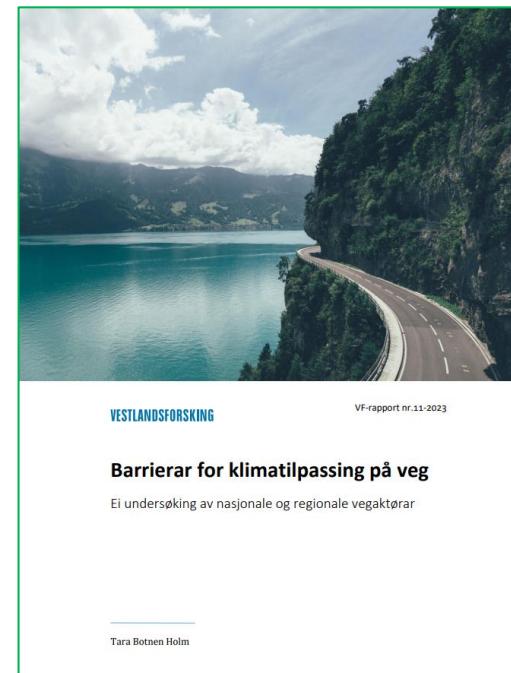 VESTLANDSFORSKING
VF-rapport nr.11-2023
Barrierar for klimatilpassing på veg
Ei undersøking av nasjonale og regionale vegaktørar
Tara Botnen Holm